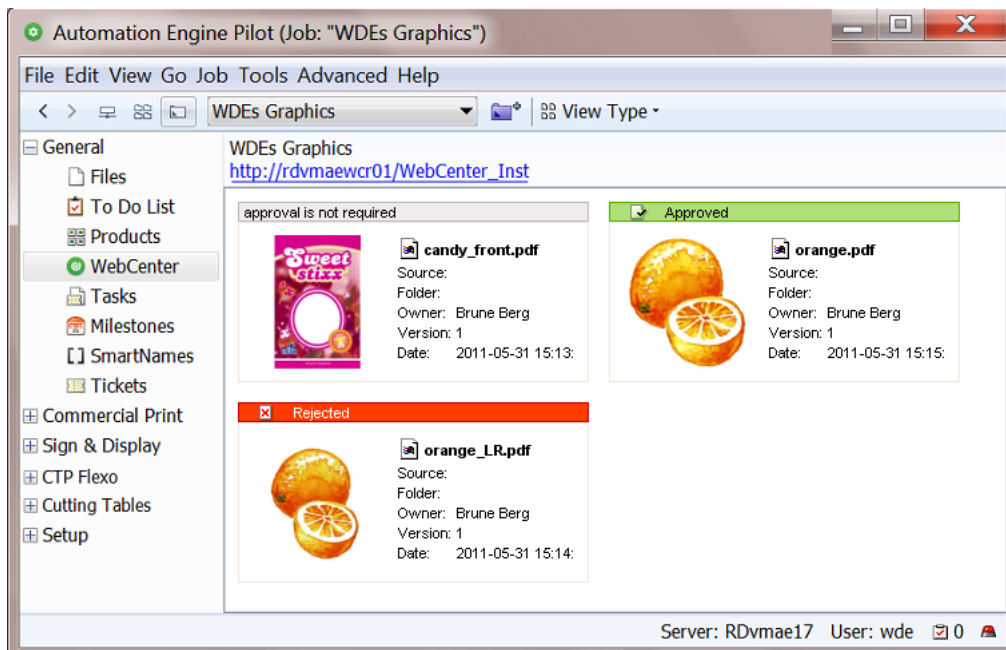 Automation Engine Pilot (Job: "WDEs Graphics")
File Edit View Go Job Tools Advanced Help
WDEs Graphics
View Type
General
Files
To Do List
Products
WebCenter
Tasks
Milestones
SmartNames
Tickets
Commercial Print
Sign & Display
CTP Flexo
Cutting Tables
Setup
WDEs Graphics
http://rdvmaewcr01/WebCenter_Inst
approval is not required
Sweet
stixx
candy_front.pdf
Source:
Folder:
Owner: Brune Berg
Version: 1
Date: 2011-05-31 15:13:
Approved
orange.pdf
Source:
Folder:
Owner: Brune Berg
Version: 1
Date: 2011-05-31 15:15:
Rejected
orange_LR.pdf
Source:
Folder:
Owner: Brune Berg
Version: 1
Date: 2011-05-31 15:14:
Server: RDvmae17 User: wde 0